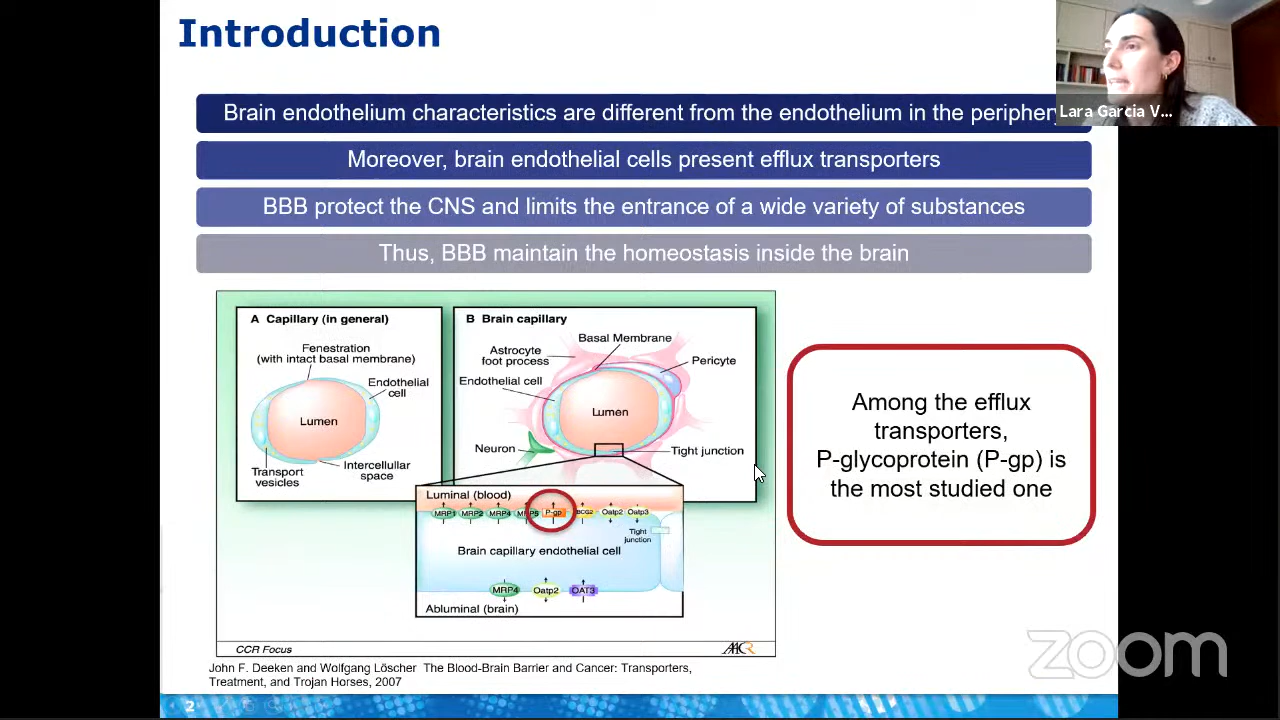 Introduction
Brain endothelium characteristics are different from the endothelium in the periphery
Lara Garcia V...
Moreover, brain endothelial cells present efflux transporters
BBB protect the CNS and limits the entrance of a wide variety of substances
Thus, BBB maintain the homeostasis inside the brain
A Capillary (in general)
Fenestration
(with intact basal membrane)
Endothelial
cell
Lumen
Transport
vesicles
Intercellular
space
B Brain capillary
Basal Membrane
Astrocyte
foot process
Pericyte
Endothelial cell
Lumen
Neuron
Tight junction
Luminal (blood)
MRP1 MRP2 MRP4 MRP5 P-gp BCG2 Oatp2 Oatp3
Tight
junction
Brain capillary endothelial cell
MRP4 Oatp2 OAT3
Abluminal (brain)
CCR Focus
AACR
Among the efflux
transporters,
P-glycoprotein (P-gp) is
the most studied one
John F. Deeken and Wolfgang Löscher The Blood-Brain Barrier and Cancer: Transporters,
Treatment, and Trojan Horses, 2007
zoom
2